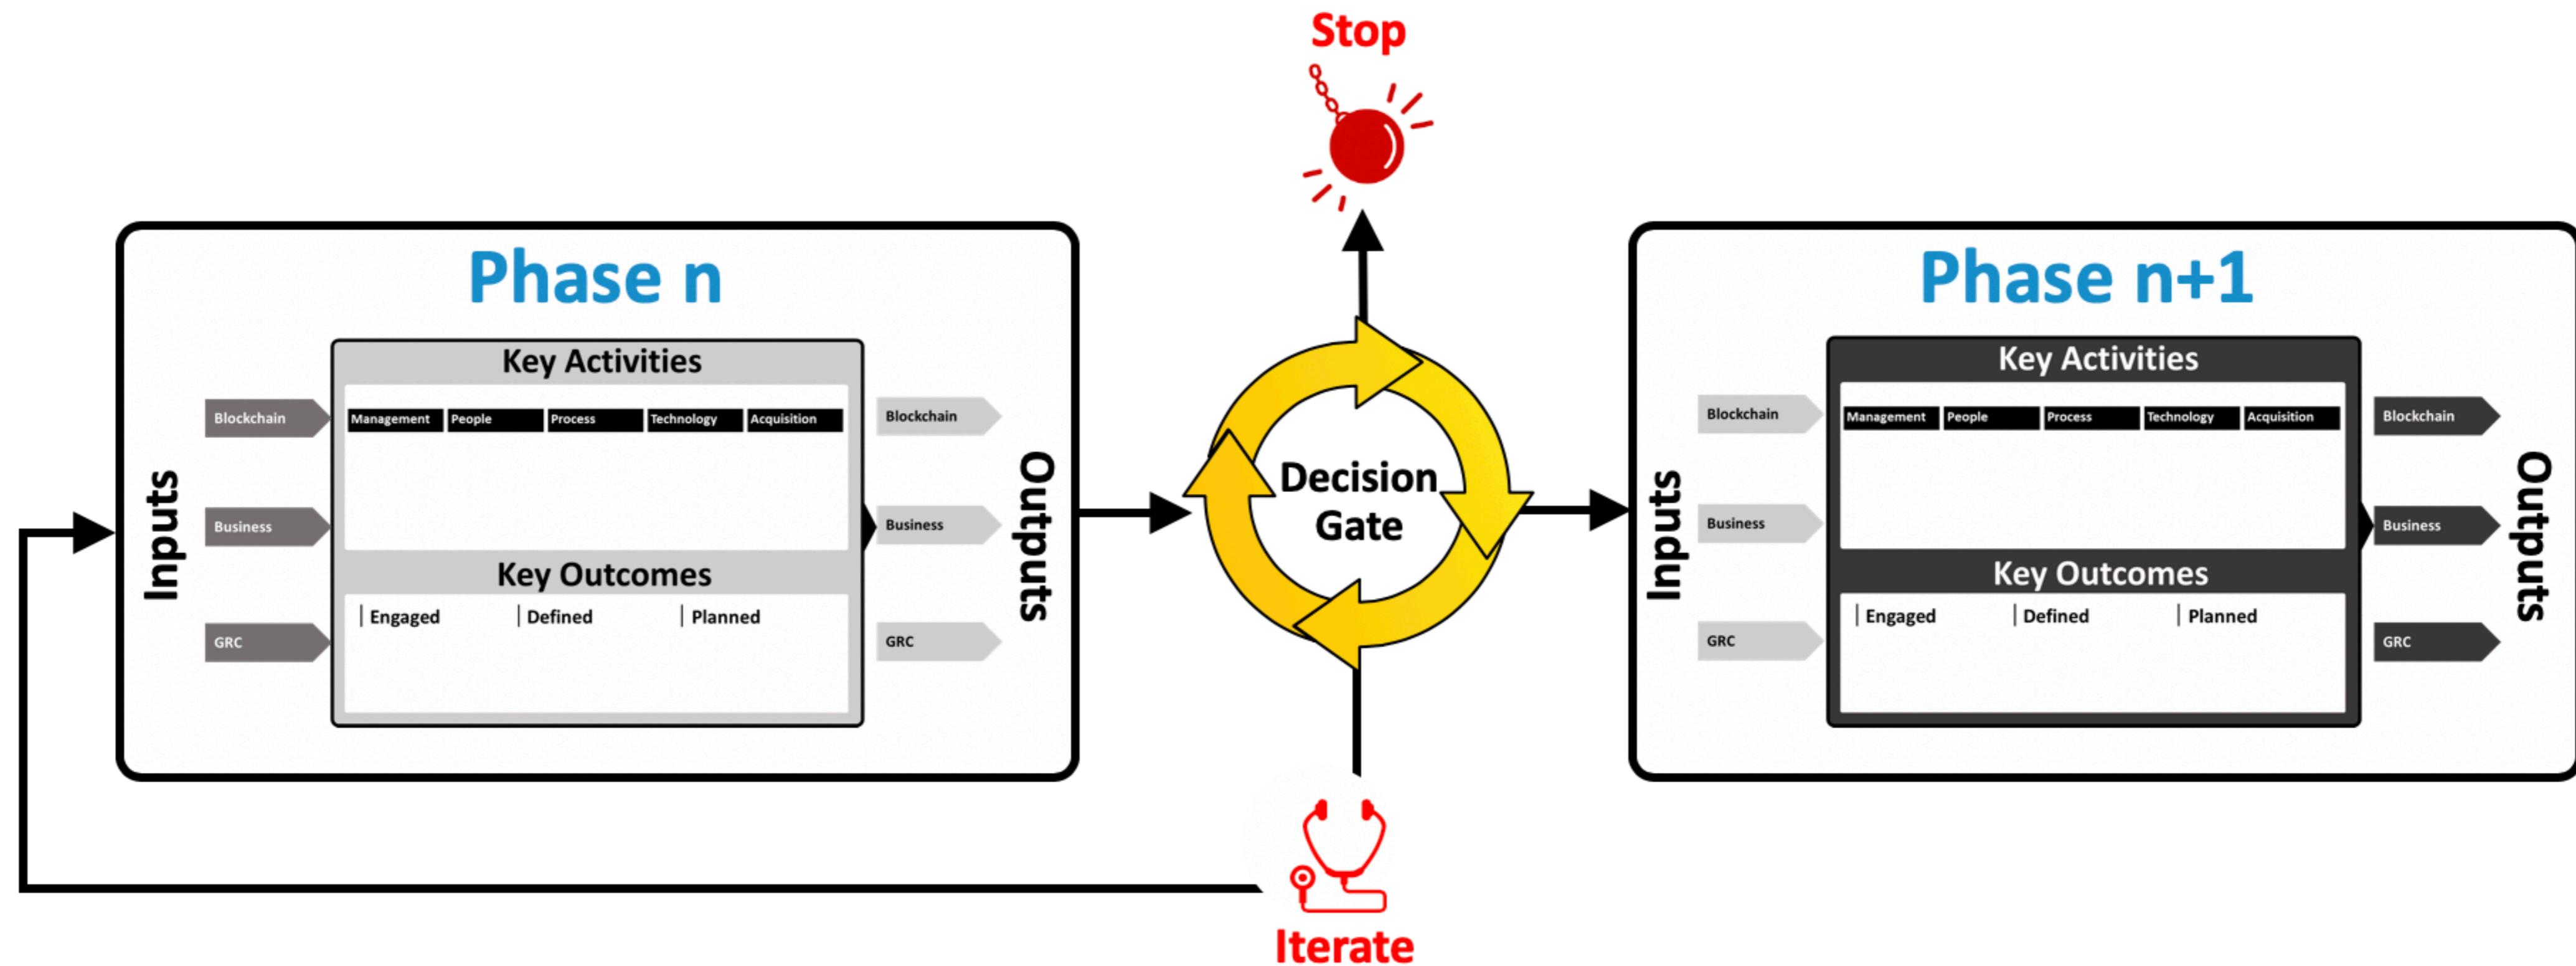 Stop
Phase n
Key Activities
Management People Process Technology Acquisition
Inputs
Blockchain
Business
GRC
Key Outcomes
Engaged Defined Planned
Blockchain
Business
GRC
Outputs
Decision
Gate
Iterate
Phase n+1
Key Activities
Management People Process Technology Acquisition
Inputs
Blockchain
Business
GRC
Key Outcomes
Engaged Defined Planned
Blockchain
Business
GRC
Outputs